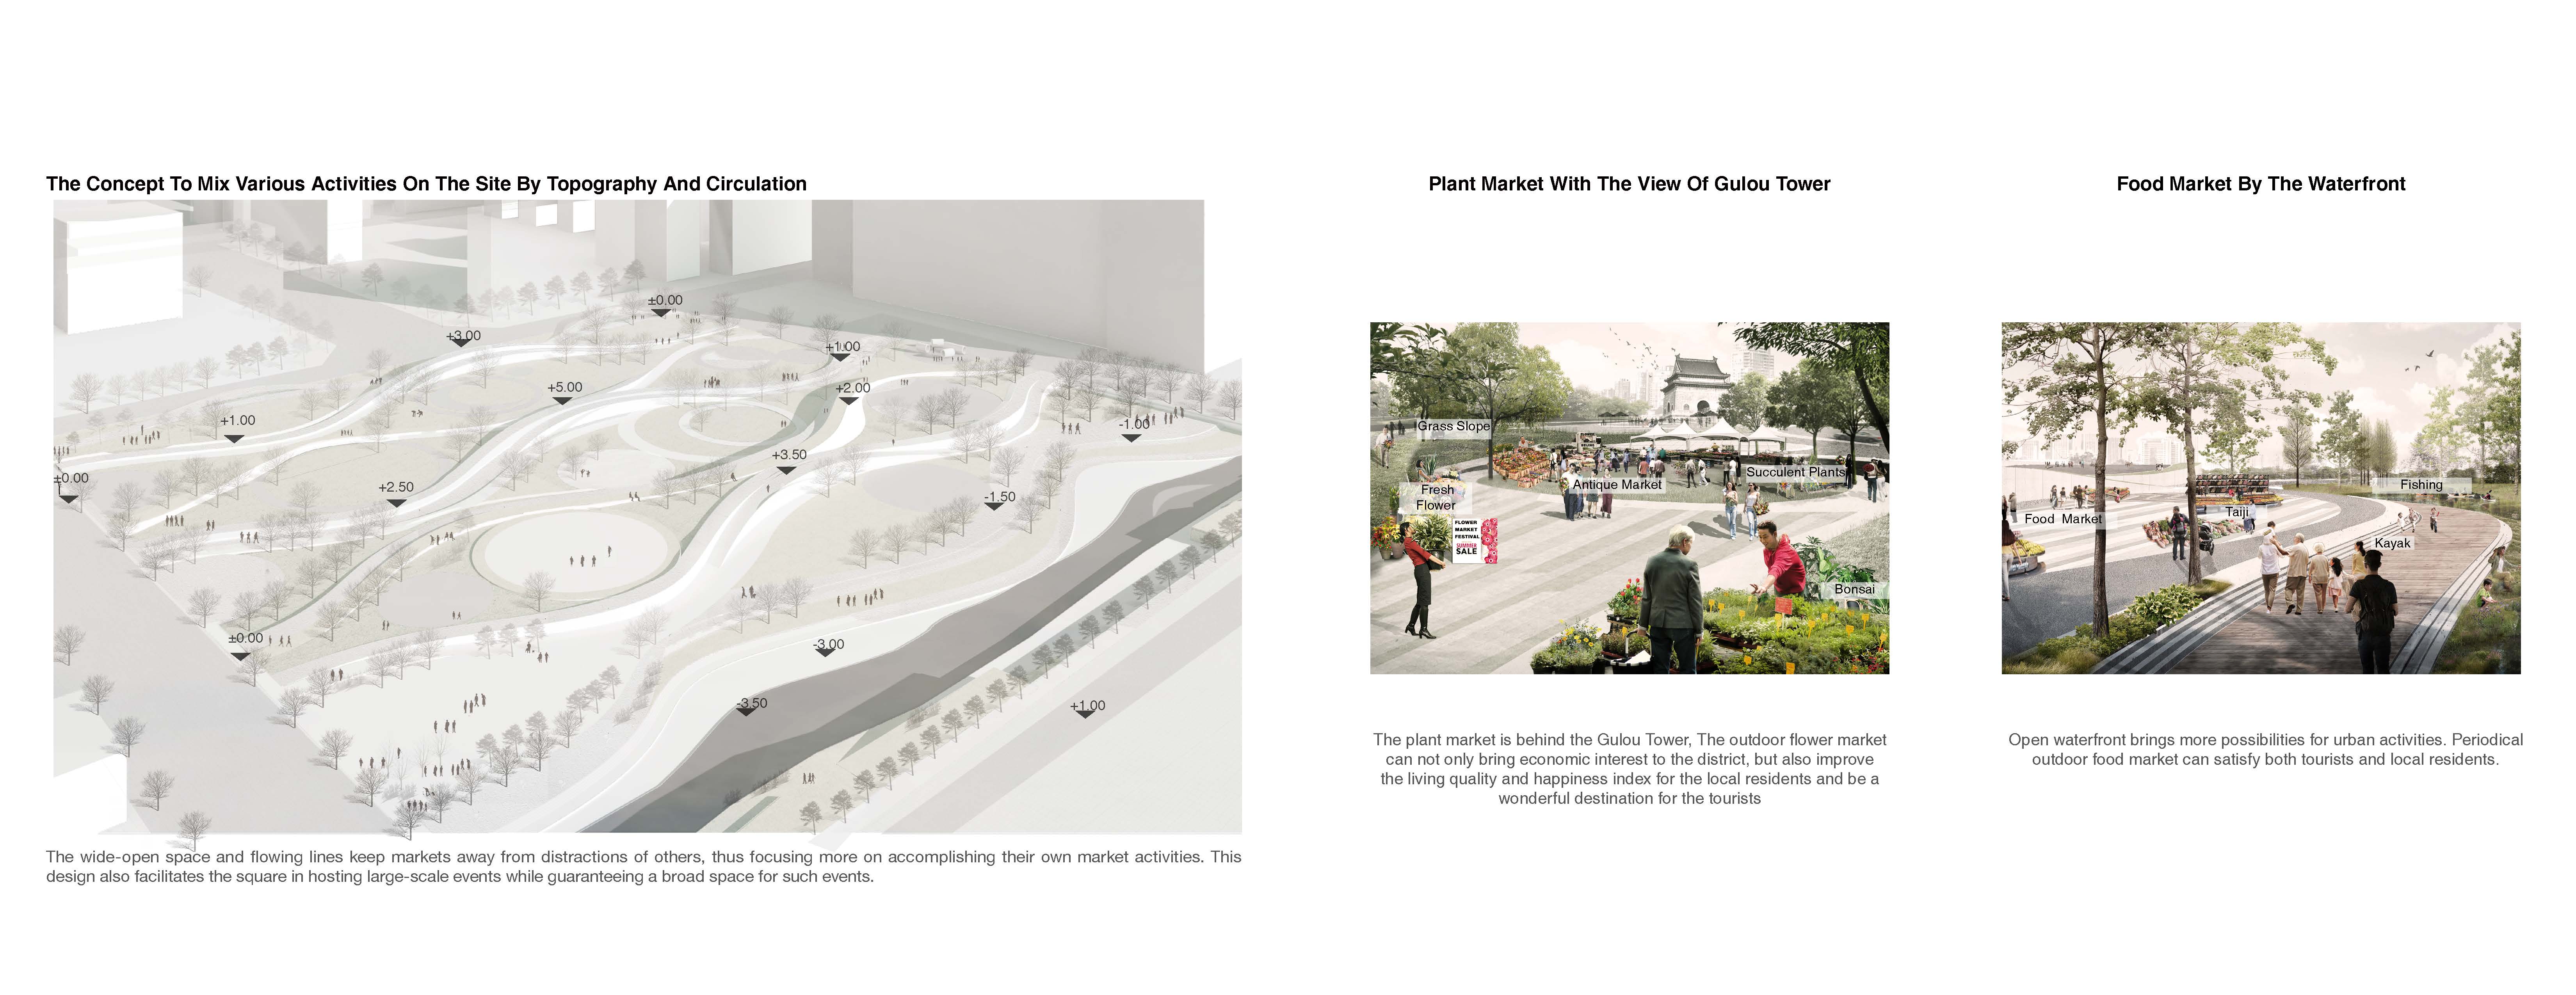 The Concept To Mix Various Activities On The Site By Topography And Circulation
±0.00
+3.00
+1.00
+5.00
+2.00
+1.00
-1.00
+3.50
±0.00
+2.50
-1.50
±0.00
-3.00
-3.50
+1.00
The wide-open space and flowing lines keep markets away from distractions of others, thus focusing more on accomplishing their own market activities. This
design also facilitates the square in hosting large-scale events while guaranteeing a broad space for such events.
Plant Market With The View Of Gulou Tower
Grass Slope
Succulent Plants
Antique Market
Fresh
Flower
FLOWER
MARKET
FESTIVAL
SUMMER
SALE
Bonsai
The plant market is behind the Gulou Tower, The outdoor flower market
can not only bring economic interest to the district, but also improve
the living quality and happiness index for the local residents and be a
wonderful destination for the tourists
Food Market By The Waterfront
Fishing
Taiji
Food Market
Kayak
Open waterfront brings more possibilities for urban activities. Periodical
outdoor food market can satisfy both tourists and local residents.